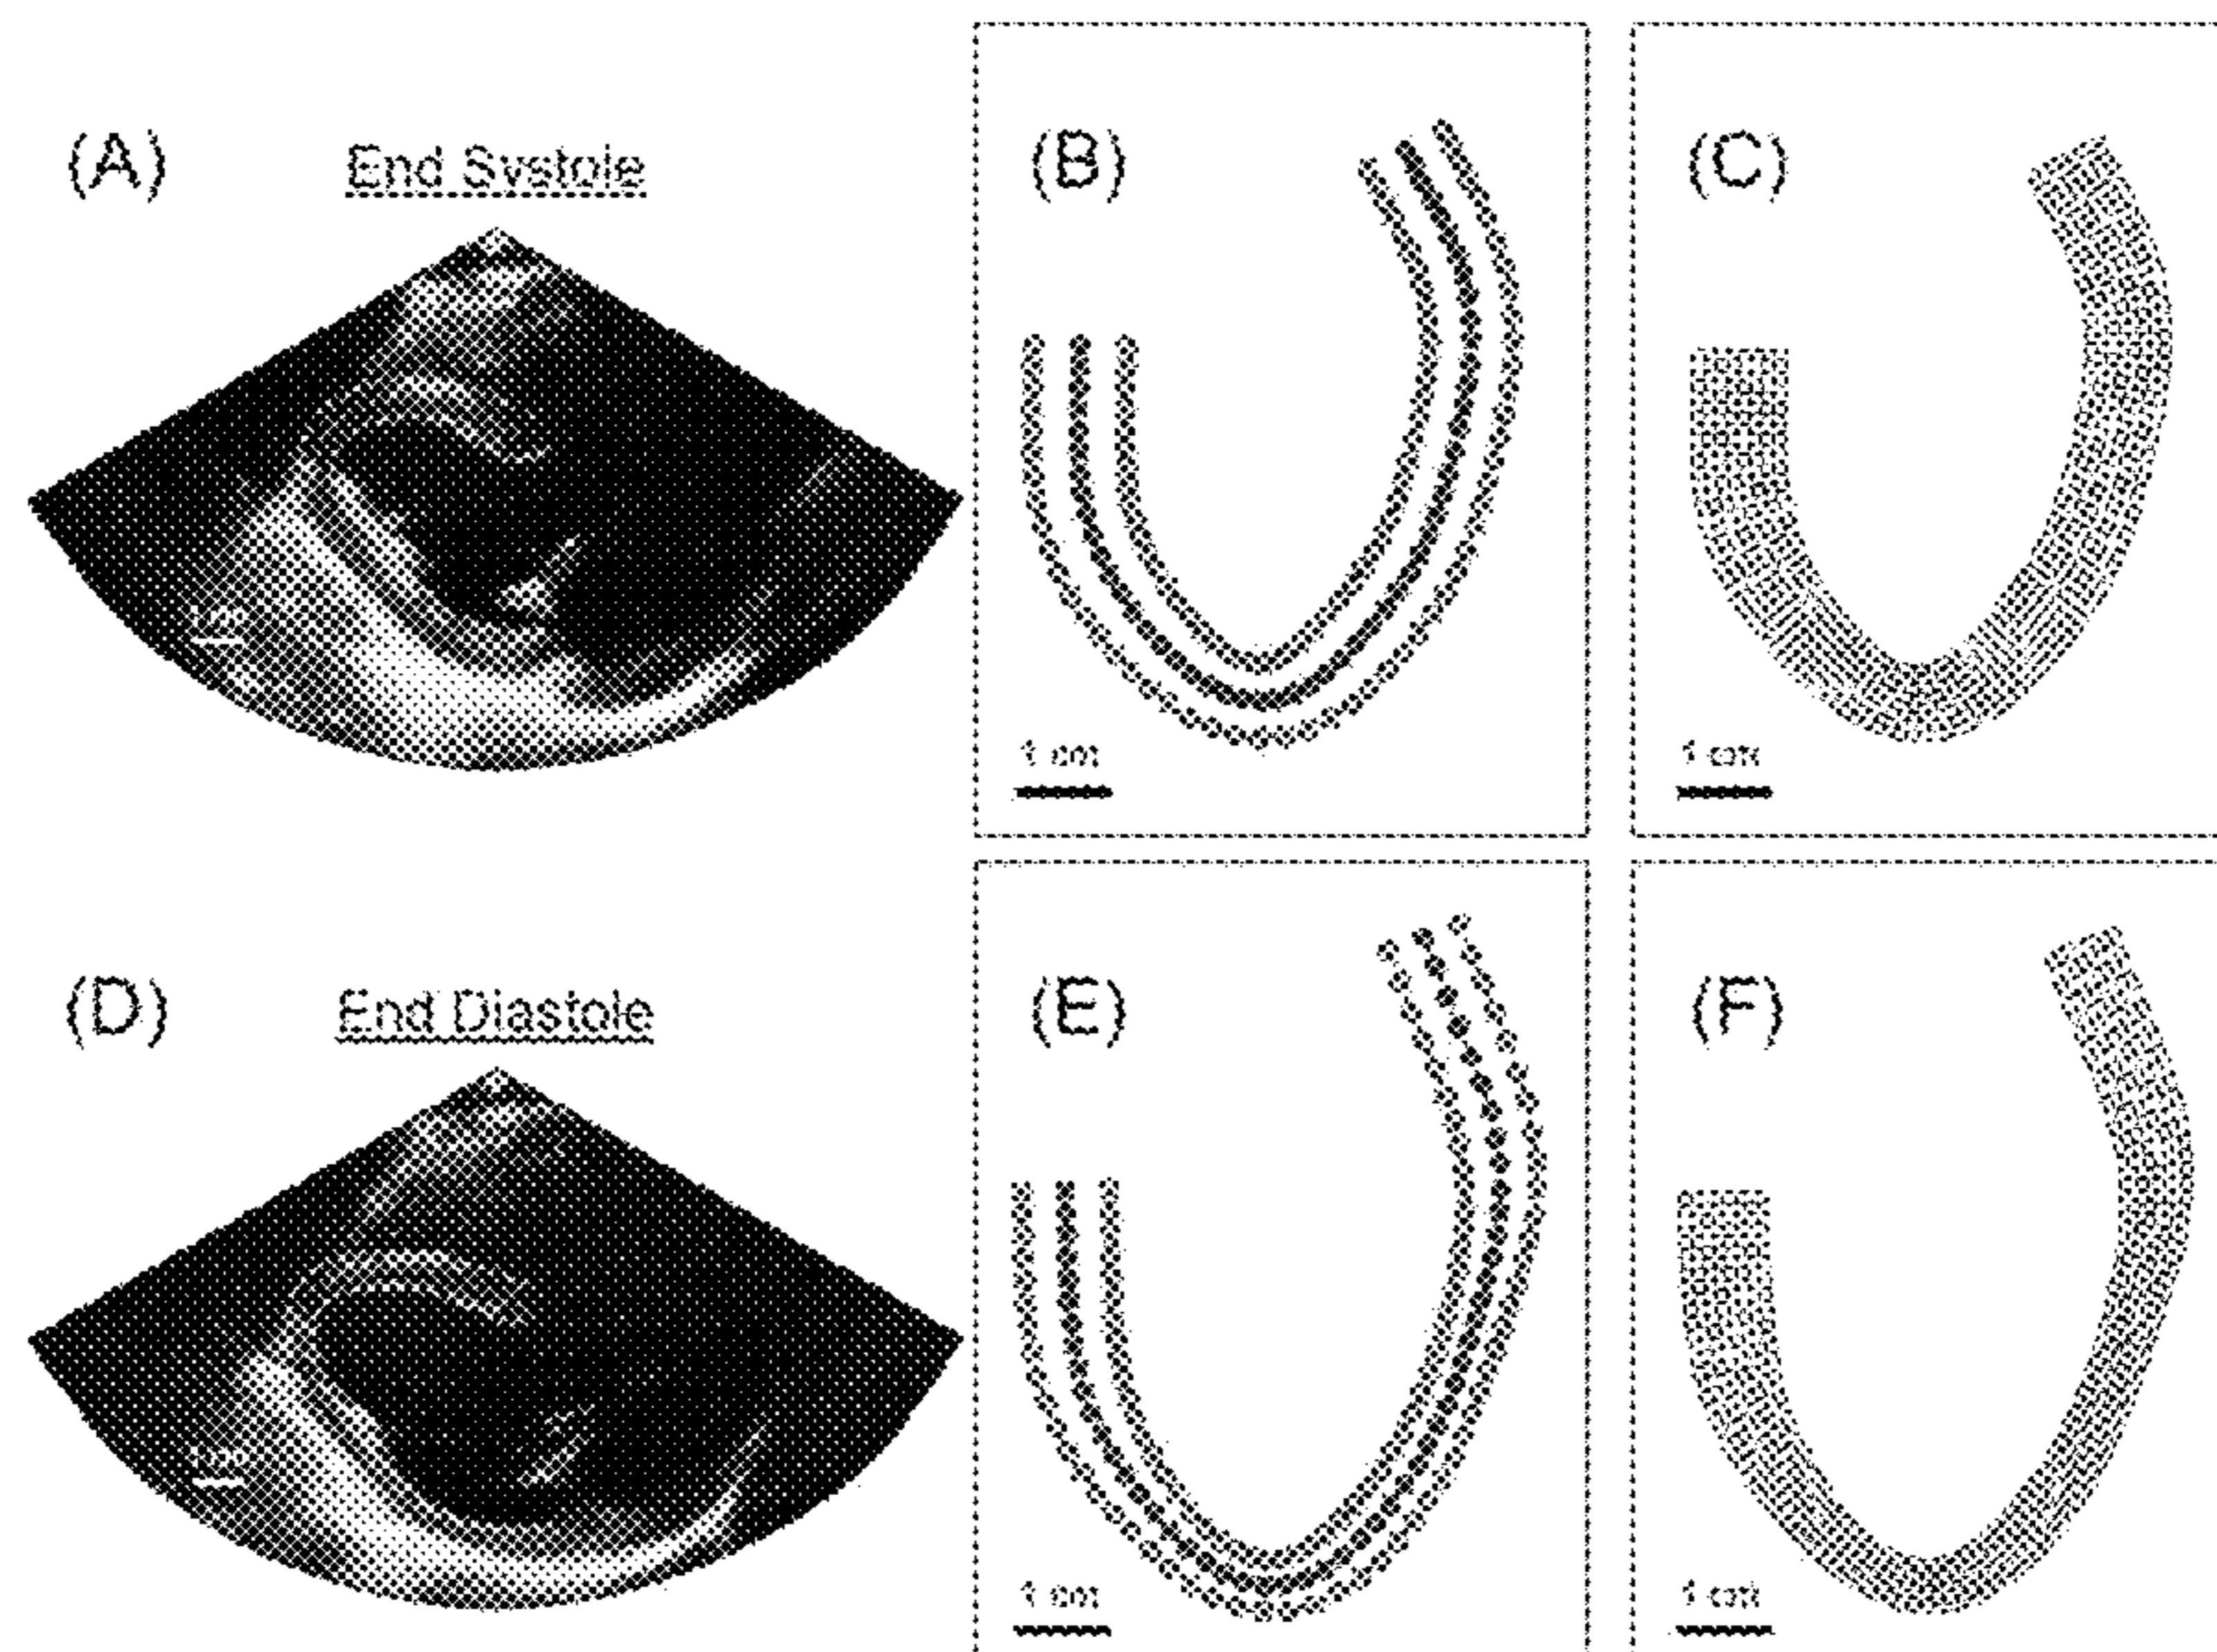 (A)
End Systole
(B)
1 cm
(C)
1 cm
(D)
End Diastole
(E)
1 cm
(F)
1 cm